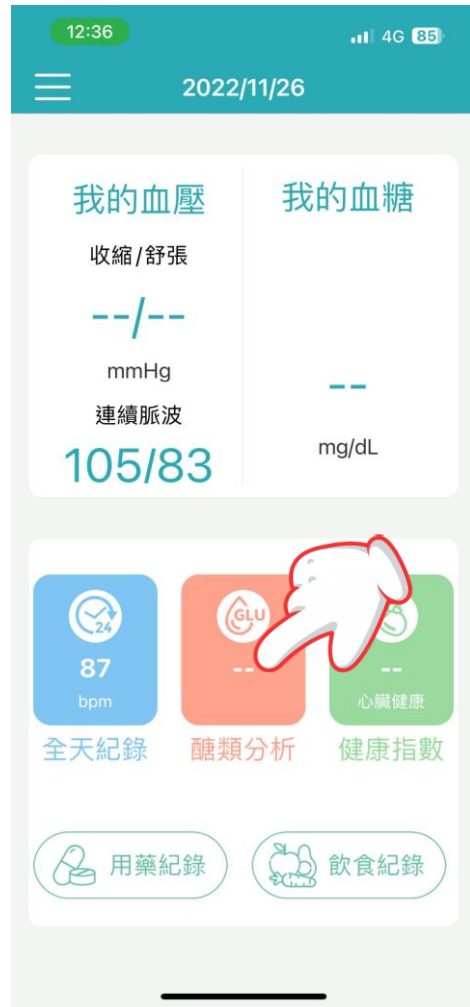 12:36
4G 85
2022/11/26
我的血壓
收縮/舒張
--/--
mmHg
連續脈波
105/83
我的血糖
--
mg/dL
24
87
bpm
全天紀錄
GLU
--
醣類分析
--
心臟健康
健康指數
用藥紀錄
飲食紀錄